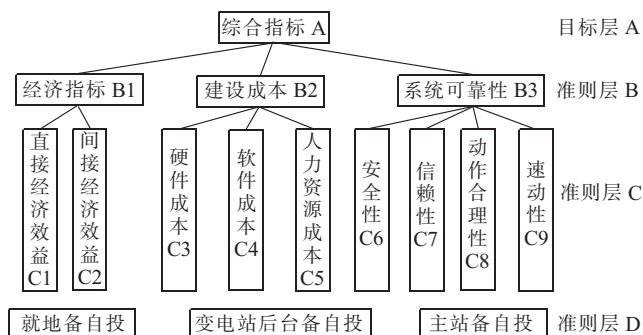 综合指标 A 目标层 A
经济指标 B1 建设成本 B2 系统可靠性 B3 准则层 B
直接经济效益 C1
间接经济效益 C2
硬件成本 C3
软件成本 C4
人力资源成本 C5
安全性 C6
信赖性 C7
动作合理性 C8
速动性 C9
准则层 C
就地备自投 变电站后台备自投 主站备自投 准则层 D